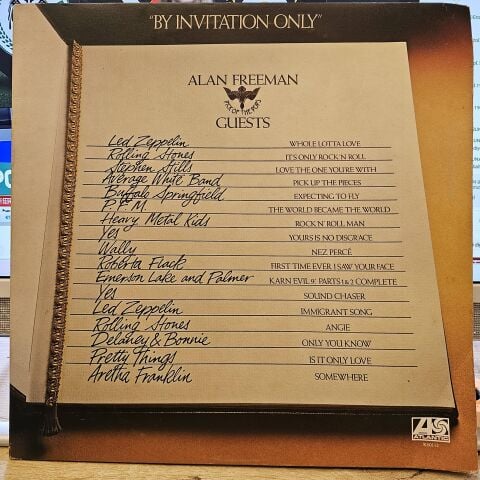 "BY INVITATION ONLY"
ALAN FREEMAN
PICK OF THE POPS
GUESTS
Led Zeppelin WHOLE LOTTA LOVE
Rolling Stones IT'S ONLY ROCK N ROLL
Stephen Stills LOVE THE ONE YOU'RE WITH
Average White Band PICK UP THE PIECES
Buffalo Springfield EXPECTING TO FLY
P.F.M. THE WORLD BECAME THE WORLD
Heavy Metal Kids ROCK N' ROLL MAN
Yes YOURS IS NO DISGRACE
Wally NEZ PERCÉ
Roberta Flack FIRST TIME EVER I SAW YOUR FACE
Emerson Lake and Palmer KARN EVIL 9: PARTS 1 & 2 COMPLETE
Yes SOUND CHASER
Led Zeppelin IMMIGRANT SONG
Rolling Stones ANGIE
Delaney & Bonnie ONLY YOU KNOW
Pretty Things IS IT ONLY LOVE
Aretha Franklin SOMEWHERE
ATLANTIC